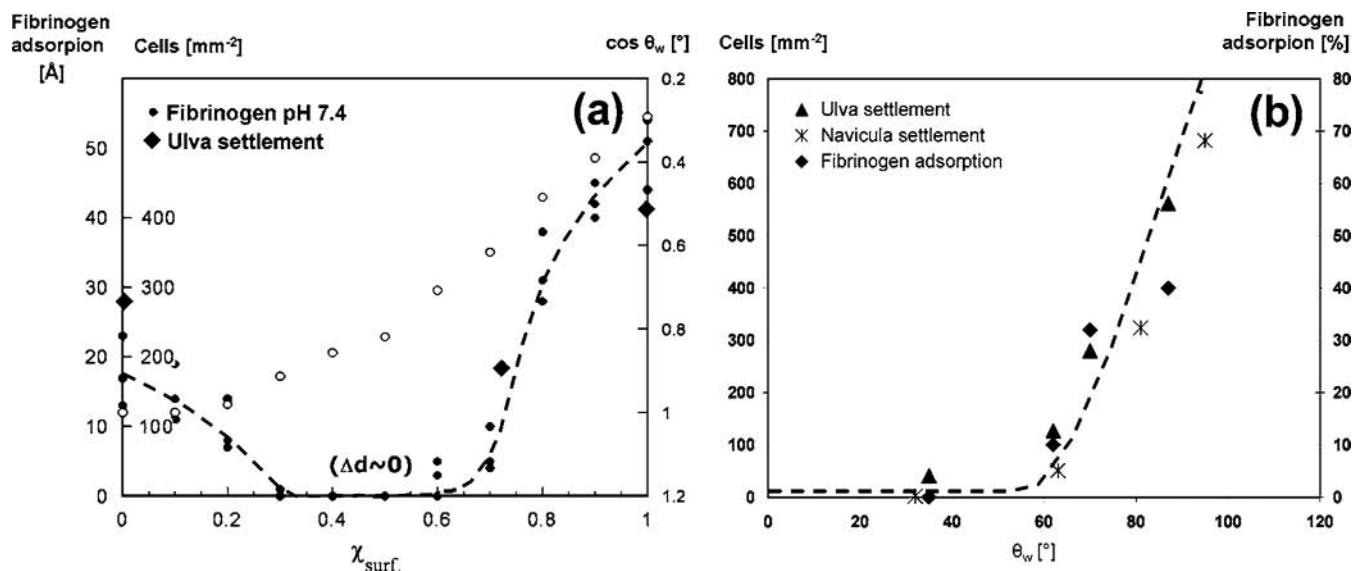 Fibrinogen
adsorpion
[Å]
Cells [mm-2]
cos θw [°]
(a)
Fibrinogen pH 7.4
Ulva settlement
50
40
30
20
10
0
400
300
200
100
(Δd~0)
0.2
0.4
0.6
0.8
1
1.2
0
0.2
0.4
0.6
0.8
1
χsurf.
Cells [mm-2]
Fibrinogen
adsorpion [%]
(b)
Ulva settlement
Navicula settlement
Fibrinogen adsorption
800
700
600
500
400
300
200
100
0
80
70
60
50
40
30
20
10
0
0
20
40
60
80
100
120
θw [°]